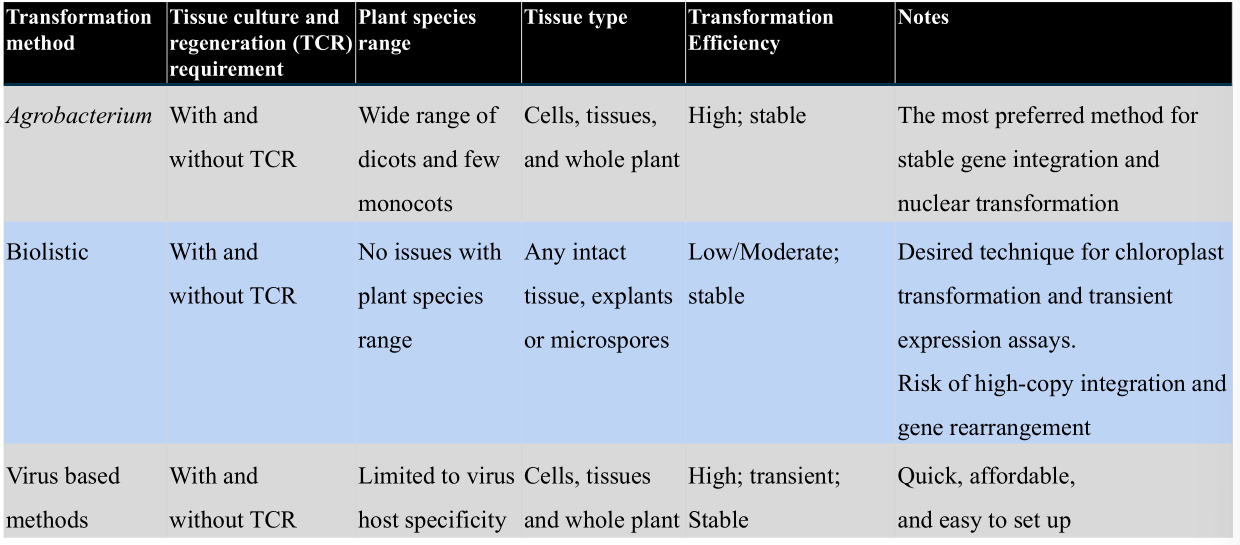 Transformation method
Tissue culture and regeneration (TCR) requirement
Plant species range
Tissue type
Transformation Efficiency
Notes
Agrobacterium
With and
without TCR
Wide range of
dicots and few
monocots
Cells, tissues,
and whole plant
High; stable
The most preferred method for
stable gene integration and
nuclear transformation
Biolistic
With and
without TCR
No issues with
plant species
range
Any intact
tissue, explants
or microspores
Low/Moderate;
stable
Desired technique for chloroplast
transformation and transient
expression assays.
Risk of high-copy integration and
gene rearrangement
Virus based
methods
With and
without TCR
Limited to virus
host specificity
Cells, tissues
and whole plant
High; transient;
Stable
Quick, affordable,
and easy to set up